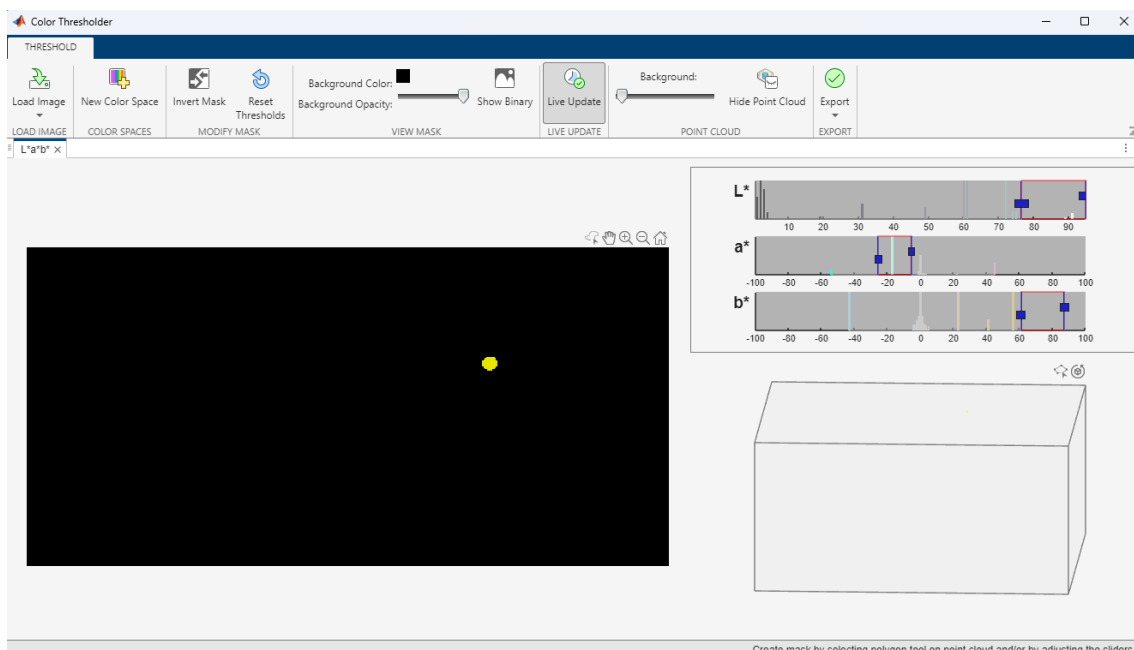 Color Thresholder
THRESHOLD
Load Image
New Color Space
Invert Mask
Reset
Thresholds
Background Color:
Background Opacity:
Show Binary
Live Update
Background:
Hide Point Cloud
Export
LOAD IMAGE
COLOR SPACES
MODIFY MASK
VIEW MASK
LIVE UPDATE
POINT CLOUD
EXPORT
L*a*b*
L*
10 20 30 40 50 60 70 80 90
a*
-100 -80 -60 -40 -20 0 20 40 60 80 100
b*
-100 -80 -60 -40 -20 0 20 40 60 80 100
Create mask by selecting polygon tool on point cloud and/or by adjusting the sliders